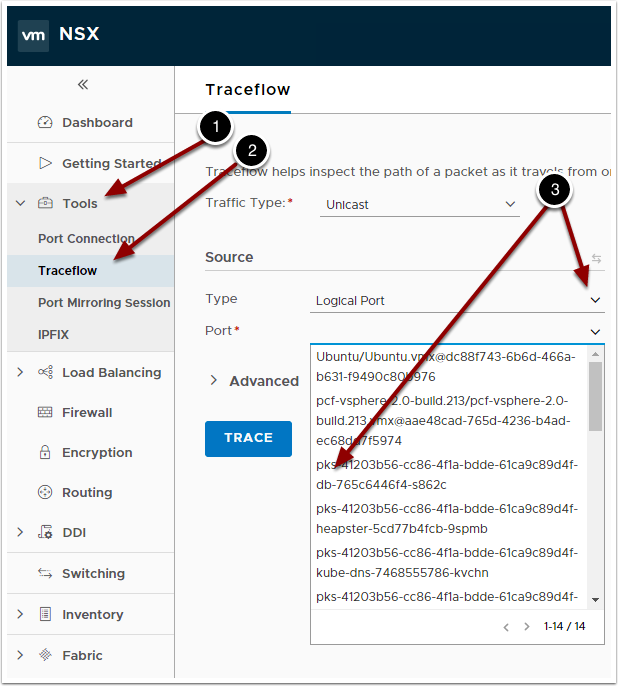 vm NSX
Traceflow
Dashboard
1
2
Getting Started
Traceflow helps inspect the path of a packet as it travels from
3
Tools
Traffic Type:* Unicast
Port Connection
Source
Traceflow
Port Mirroring Session
Type Logical Port
IPFIX
Port*
Ubuntu/Ubuntu.vmx@dc88f743-6b6d-466a-
b631-f9490c80b976
Load Balancing
Advanced
pcf-vsphere-2.0-build.213/pcf-vsphere-2.0-
Firewall
build.213.vmx@aae48cad-765d-4236-b4ad-
TRACE
ec68dd7f5974
Encryption
pks-41203b56-cc86-4f1a-bdde-61ca9c89d4f-
db-765c6446f4-s862c
Routing
pks-41203b56-cc86-4f1a-bdde-61ca9c89d4f-
heapster-5cd77b4fcb-9spmb
DDI
pks-41203b56-cc86-4f1a-bdde-61ca9c89d4f-
kube-dns-7468555786-kvchn
Switching
pks-41203b56-cc86-4f1a-bdde-61ca9c89d4f-
Inventory
1-14 / 14
Fabric